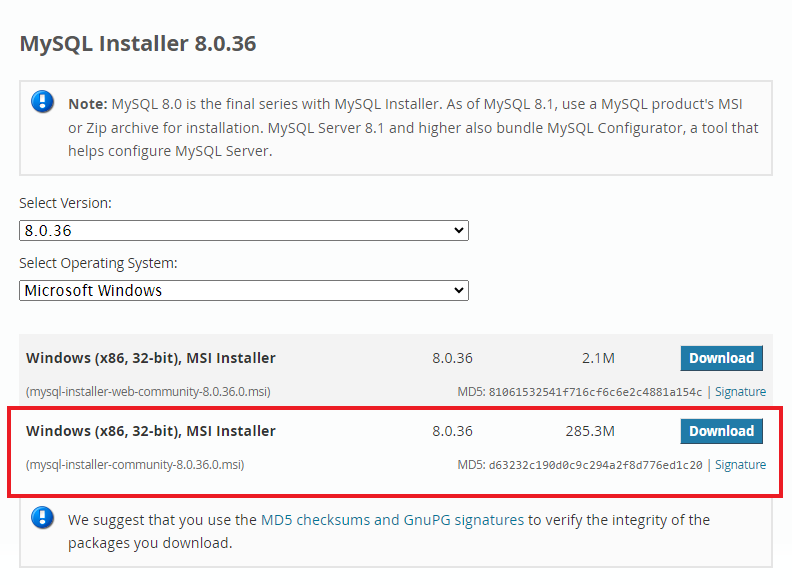 MySQL Installer 8.0.36
Note: MySQL 8.0 is the final series with MySQL Installer. As of MySQL 8.1, use a MySQL product's MSI
or Zip archive for installation. MySQL Server 8.1 and higher also bundle MySQL Configurator, a tool that
helps configure MySQL Server.
Select Version:
8.0.36
Select Operating System:
Microsoft Windows
Windows (x86, 32-bit), MSI Installer 8.0.36 2.1M Download
(mysql-installer-web-community-8.0.36.0.msi) MD5: 81061532541f716cf6c6e2c4881a154c | Signature
Windows (x86, 32-bit), MSI Installer 8.0.36 285.3M Download
(mysql-installer-community-8.0.36.0.msi) MD5: d63232c190d0c9c294a2f8d776ed1c20 | Signature
We suggest that you use the MD5 checksums and GnuPG signatures to verify the integrity of the
packages you download.